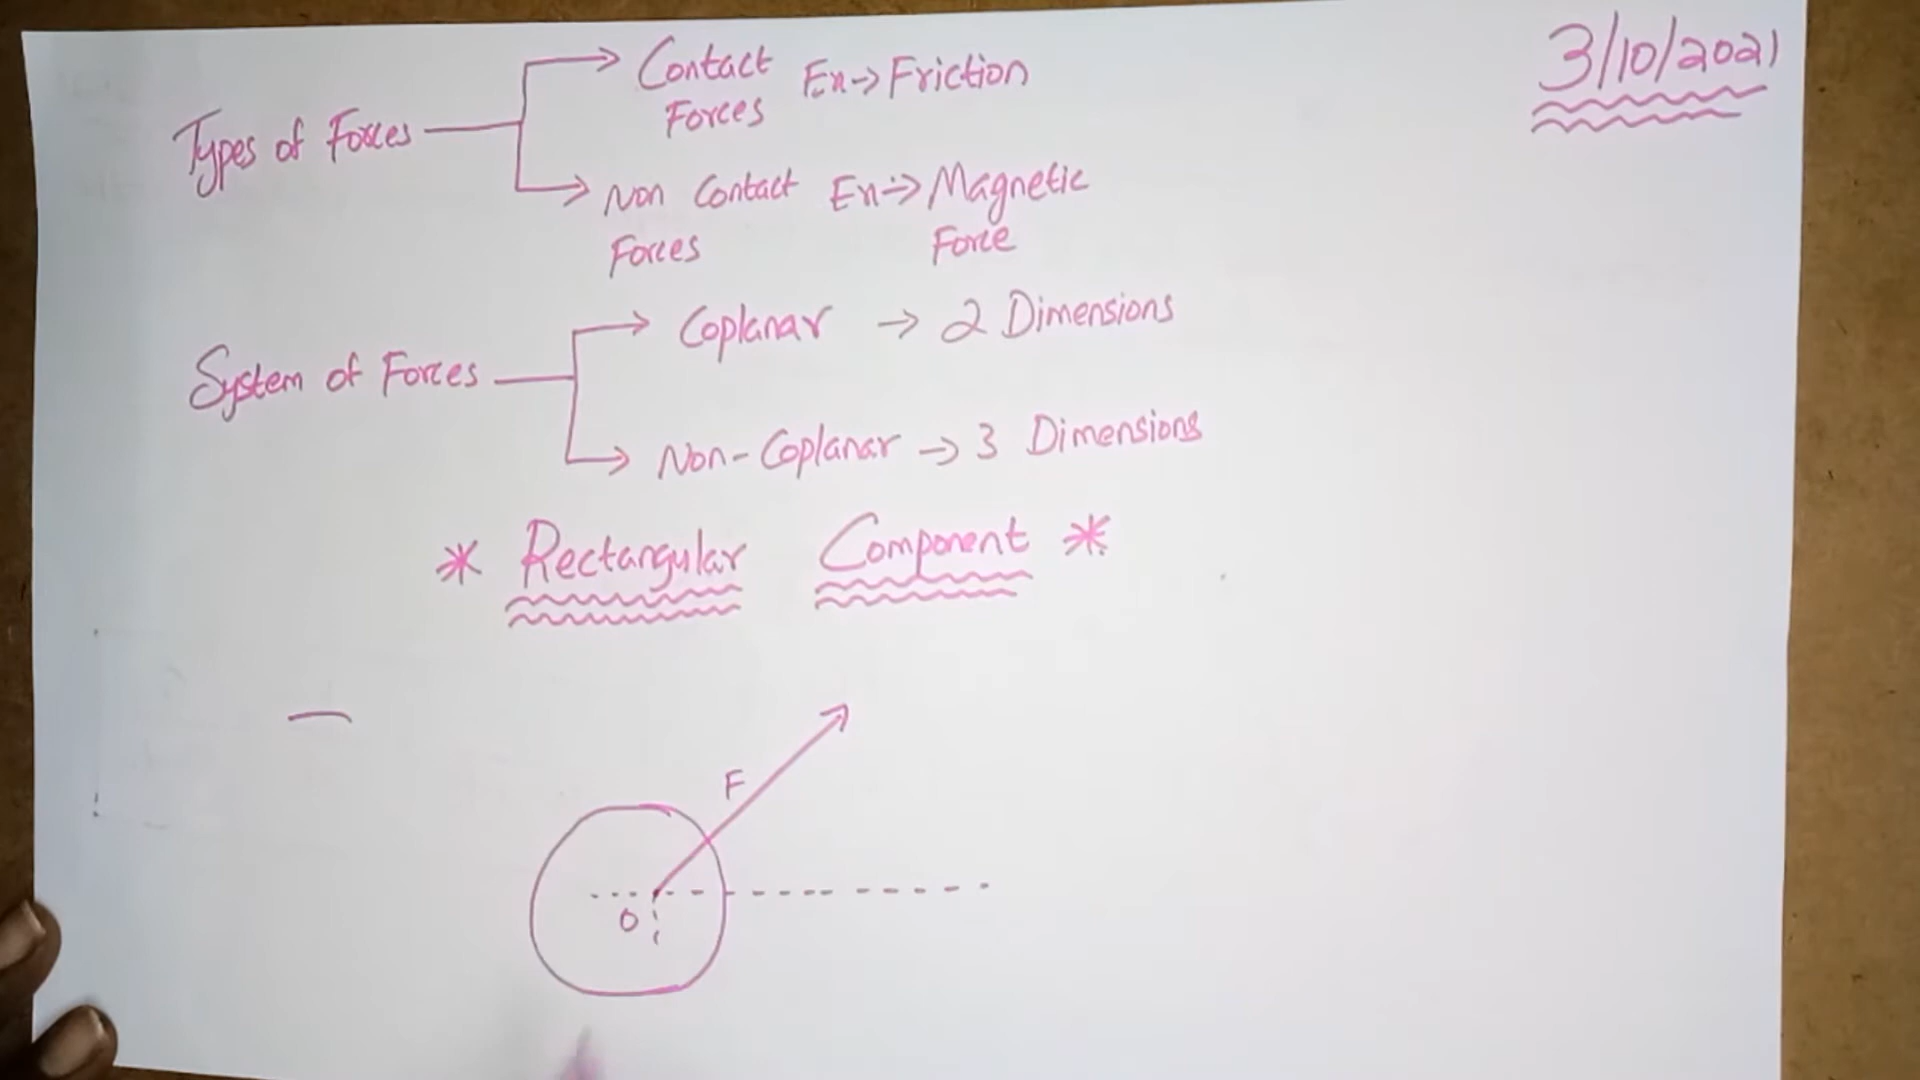 3/10/2021
Types of Forces
Contact Forces Ex → Friction
Non Contact Forces Ex → Magnetic Force
System of Forces
Coplanar → 2 Dimensions
Non-Coplanar → 3 Dimensions
* Rectangular Component *
F
O